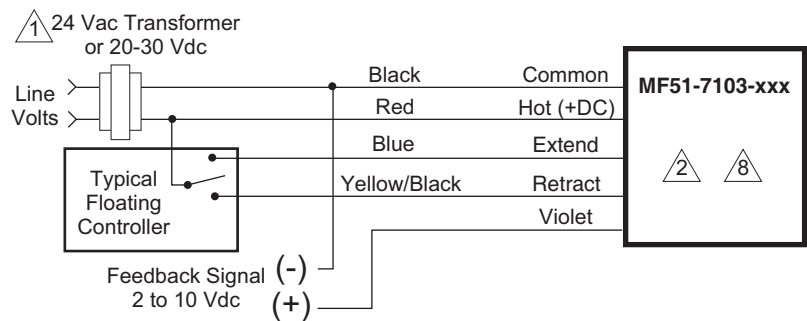 1
24 Vac Transformer
or 20-30 Vdc
Line
Volts
Black
Common
Red
Hot (+DC)
Blue
Extend
Yellow/Black
Retract
Violet
MF51-7103-xxx
2
8
Typical
Floating
Controller
Feedback Signal
2 to 10 Vdc
(-)
(+)